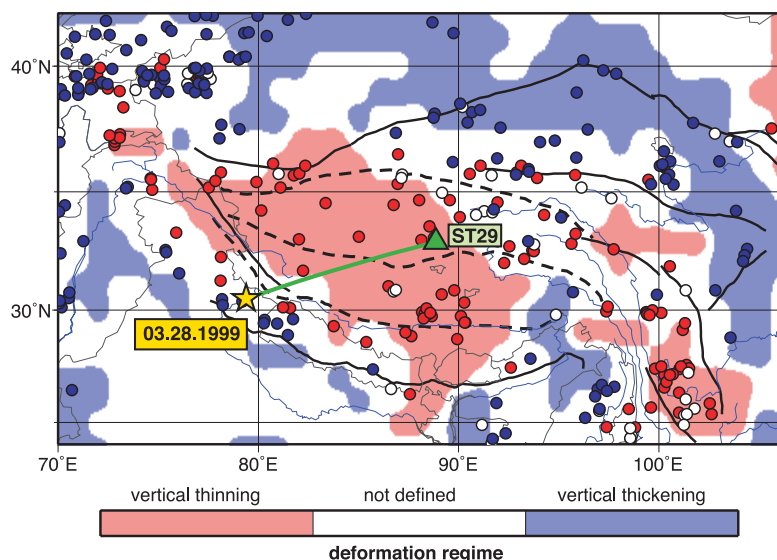 40°N
30°N
ST29
03.28.1999
70°E 80°E 90°E 100°E
vertical thinning not defined vertical thickening
deformation regime